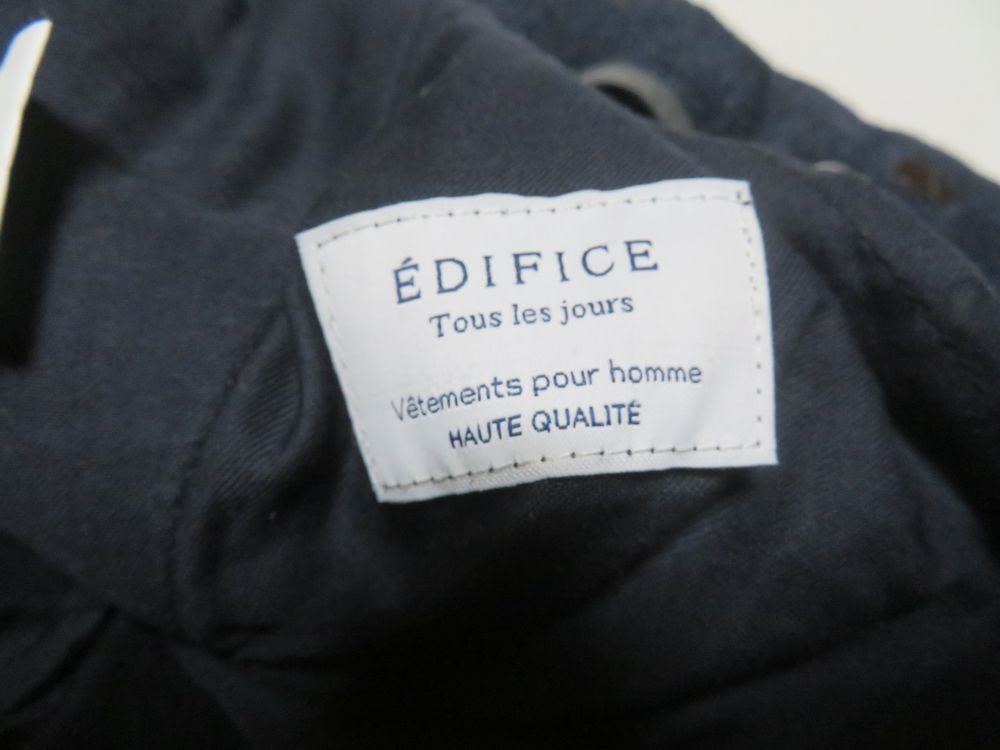 ÉDIFICE
Tous les jours
Vêtements pour homme
HAUTE QUALITÉ